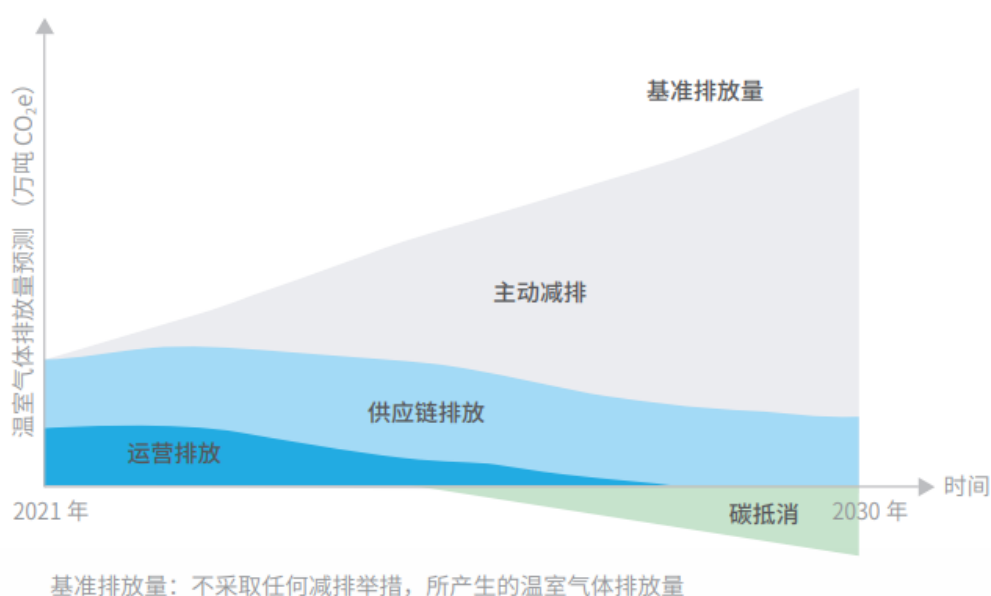 基准排放量
温室气体排放量预测（万吨 CO₂e）
主动减排
供应链排放
运营排放
时间
碳抵消
2021 年
2030 年
基准排放量：不采取任何减排举措，所产生的温室气体排放量